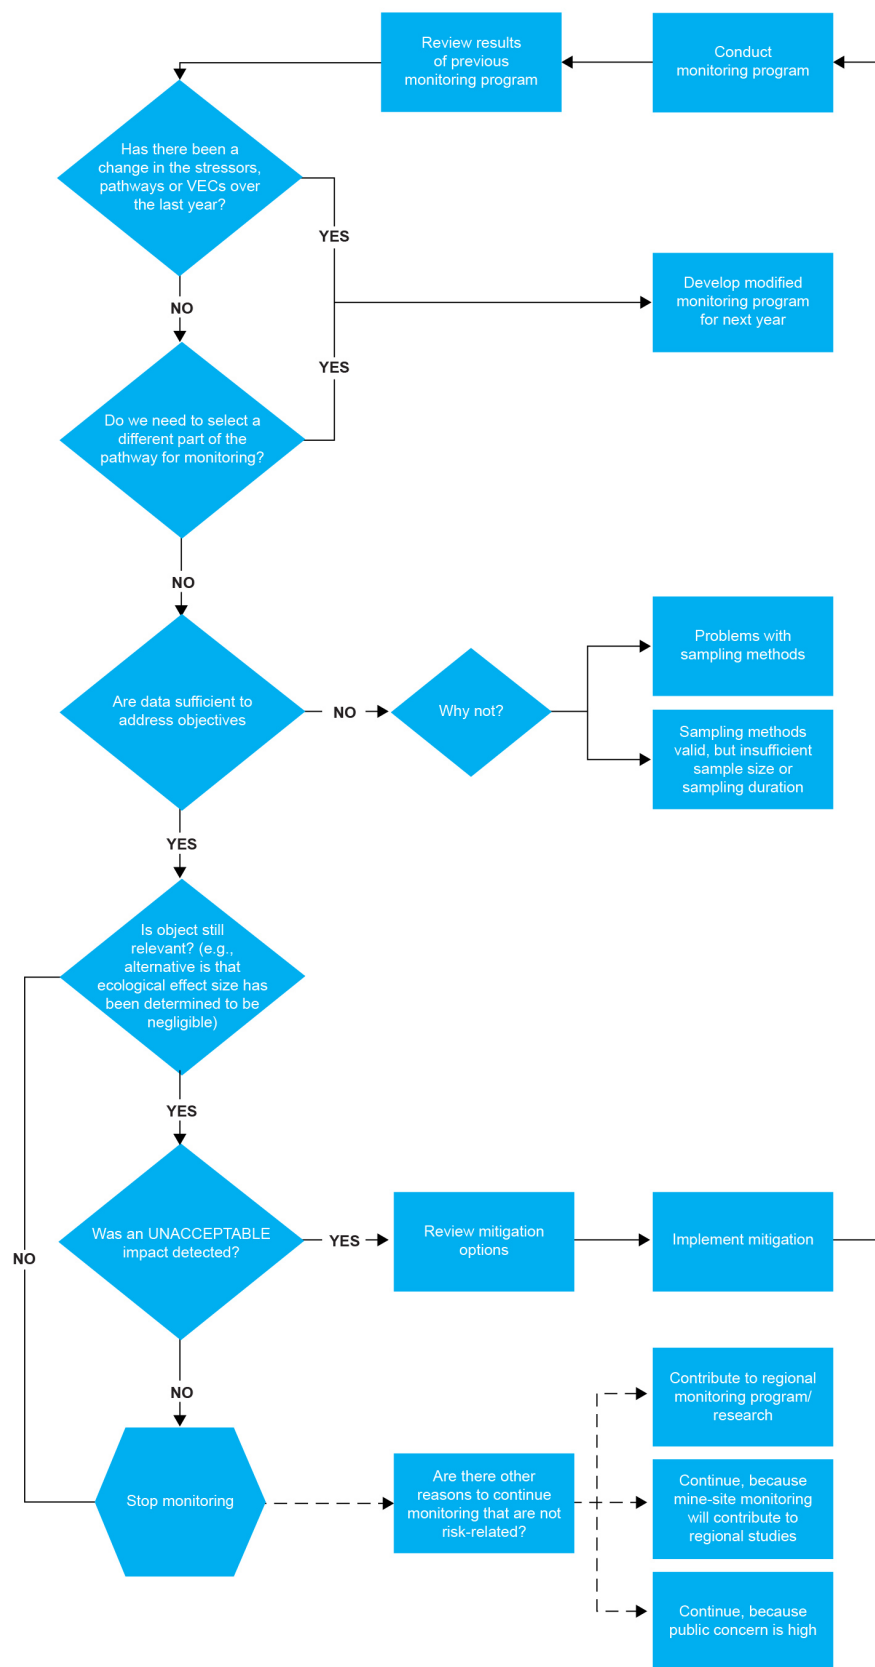 Review results
of previous
monitoring program
Conduct
monitoring program
Has there been a
change in the stressors,
pathways or VECs over
the last year?
YES
NO
Develop modified
monitoring program
for next year
YES
Do we need to select a
different part of the
pathway for monitoring?
NO
Are data sufficient to
address objectives
NO
Why not?
Problems with
sampling methods
Sampling methods
valid, but insufficient
sample size or
sampling duration
YES
Is object still
relevant? (e.g.,
alternative is that
ecological effect size has
been determined to be
negligible)
YES
NO
Was an UNACCEPTABLE
impact detected?
YES
Review mitigation
options
Implement mitigation
NO
Stop monitoring
Are there other
reasons to continue
monitoring that are not
risk-related?
Contribute to regional
monitoring program/
research
Continue, because
mine-site monitoring
will contribute to
regional studies
Continue, because
public concern is high